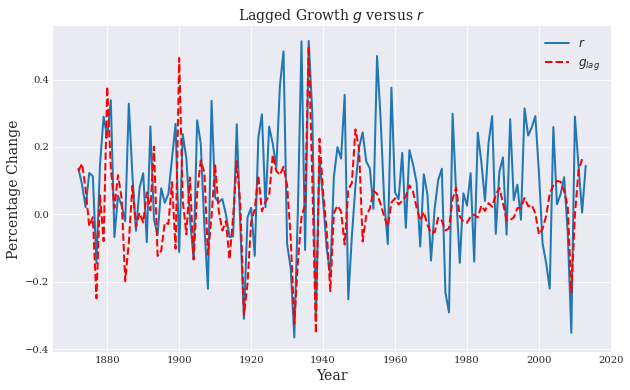 Lagged Growth g versus r
r
g_lag
Percentage Change
0.4
0.2
0.0
−0.2
−0.4
1880 1900 1920 1940 1960 1980 2000 2020
Year